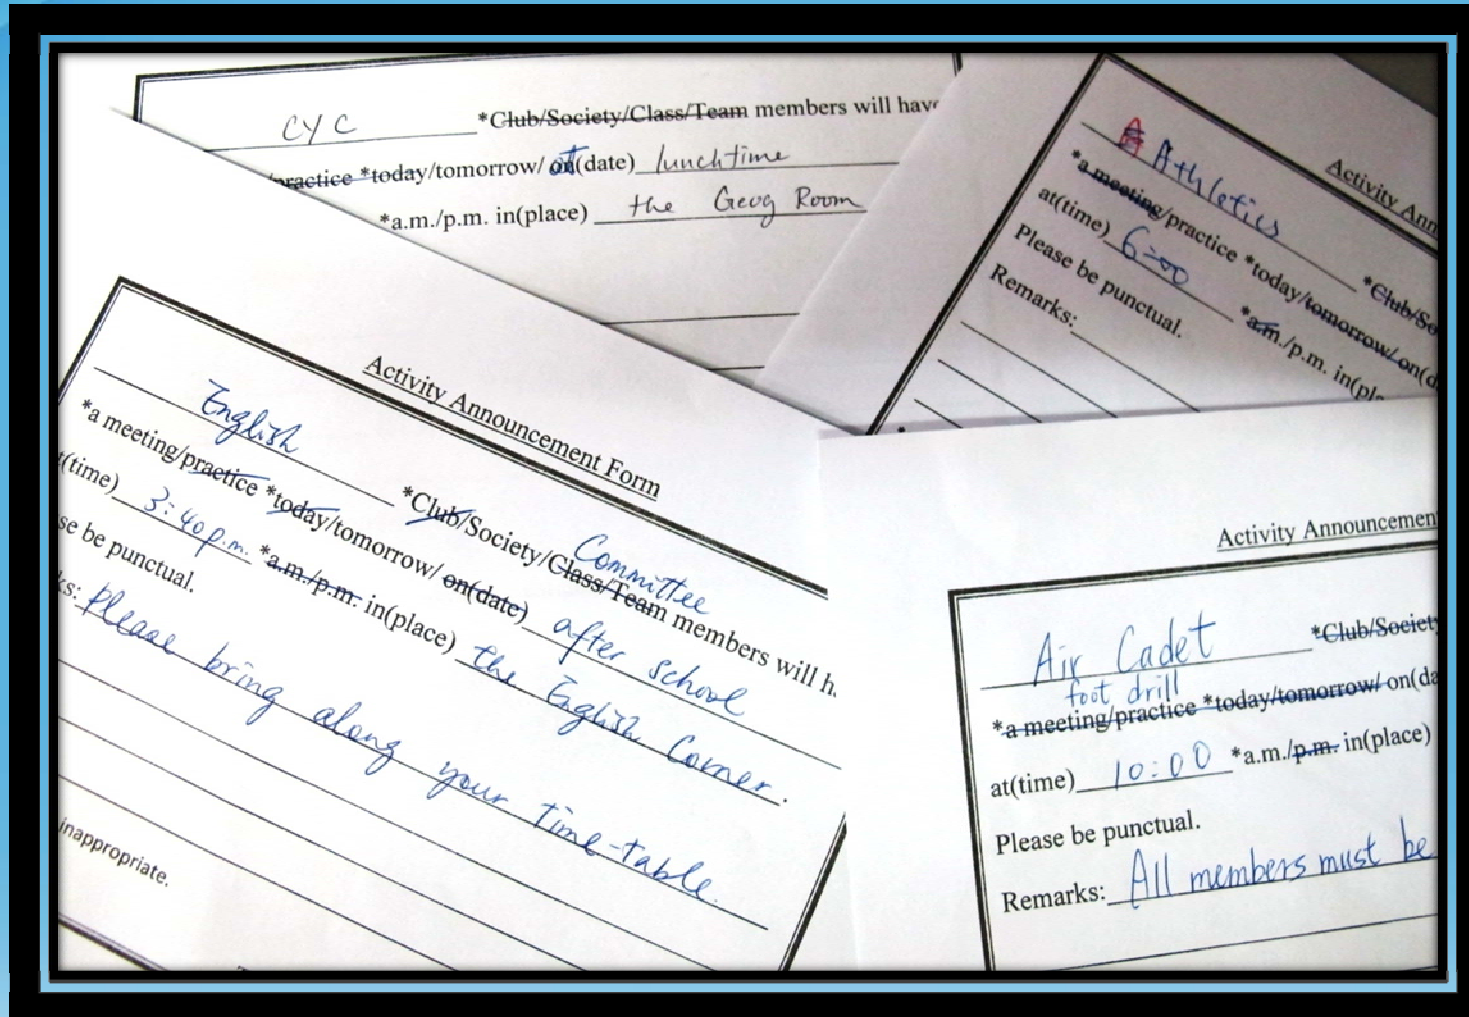 CYC *Club/Society/Class/Team members will have
practice *today/tomorrow/ at(date) lunchtime
*a.m./p.m. in(place) the Geog Room
Activity Ann
Athletics *Club/So
*a meeting/practice *today/tomorrow/ on(d
at(time) 6:00 *a.m./p.m. in(pla
Please be punctual.
Remarks:
Activity Announcement Form
English *Club/Society/Class/Team Committee members will h
*a meeting/practice *today/tomorrow/ on(date) after school
t(time) 3:40 p.m. *a.m./p.m. in(place) the English Corner.
se be punctual.
ks: Please bring along your time-table.
inappropriate.
Activity Announcemen
Air Cadet *Club/Societ
foot drill
*a meeting/practice *today/tomorrow/ on(da
at(time) 10:00 *a.m./p.m. in(place)
Please be punctual.
Remarks: All members must be